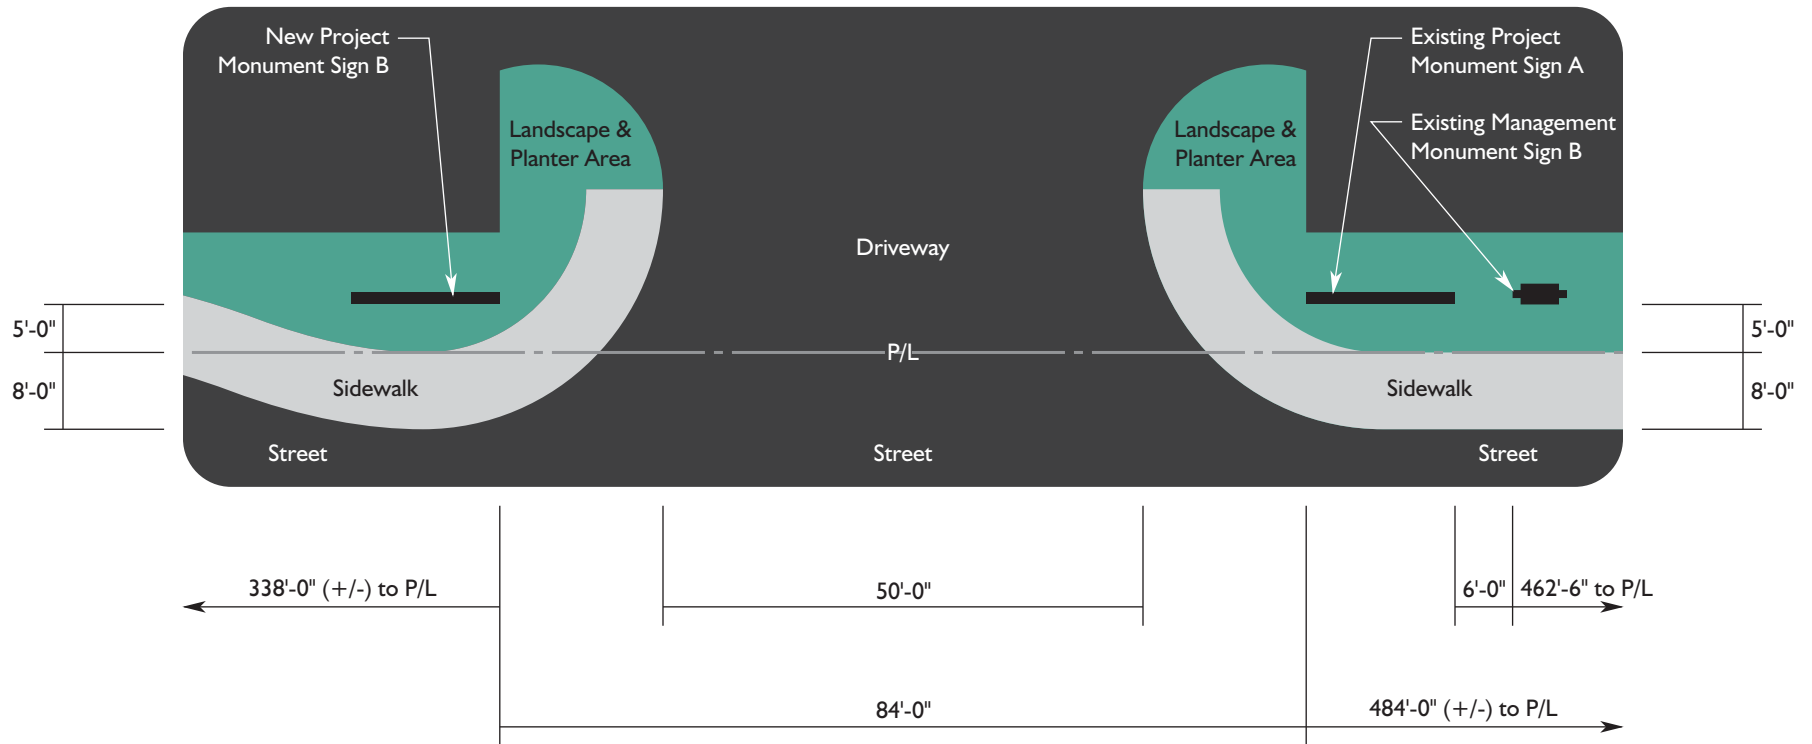 New Project
Monument Sign B
Existing Project
Monument Sign A
Existing Management
Monument Sign B
Landscape &
Planter Area
Landscape &
Planter Area
Driveway
5'-0"
5'-0"
P/L
8'-0"
Sidewalk
Sidewalk
8'-0"
Street
Street
Street
338'-0" (+/-) to P/L
50'-0"
6'-0"
462'-6" to P/L
84'-0"
484'-0" (+/-) to P/L